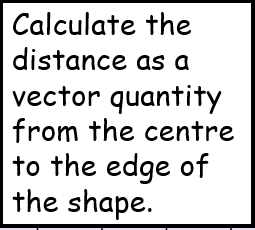 Calculate the
distance as a
vector quantity
from the centre
to the edge of
the shape.